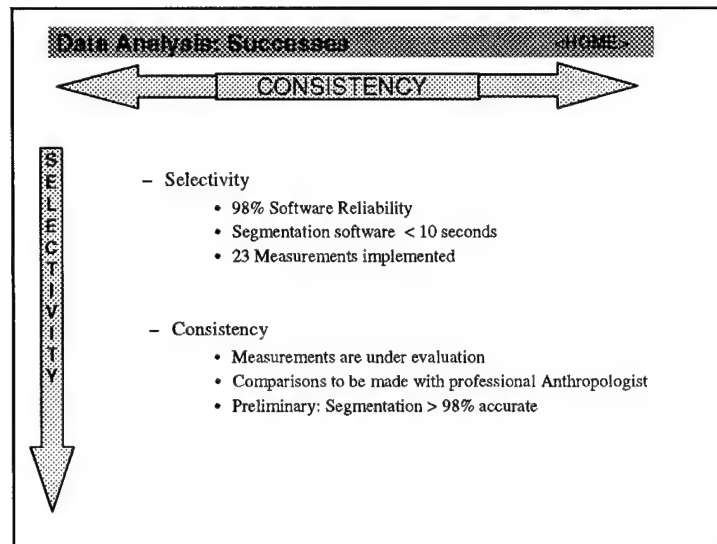 Data Analysis: Successes <HOME>
CONSISTENCY
SELECTIVITY
– Selectivity
• 98% Software Reliability
• Segmentation software < 10 seconds
• 23 Measurements implemented
– Consistency
• Measurements are under evaluation
• Comparisons to be made with professional Anthropologist
• Preliminary: Segmentation > 98% accurate